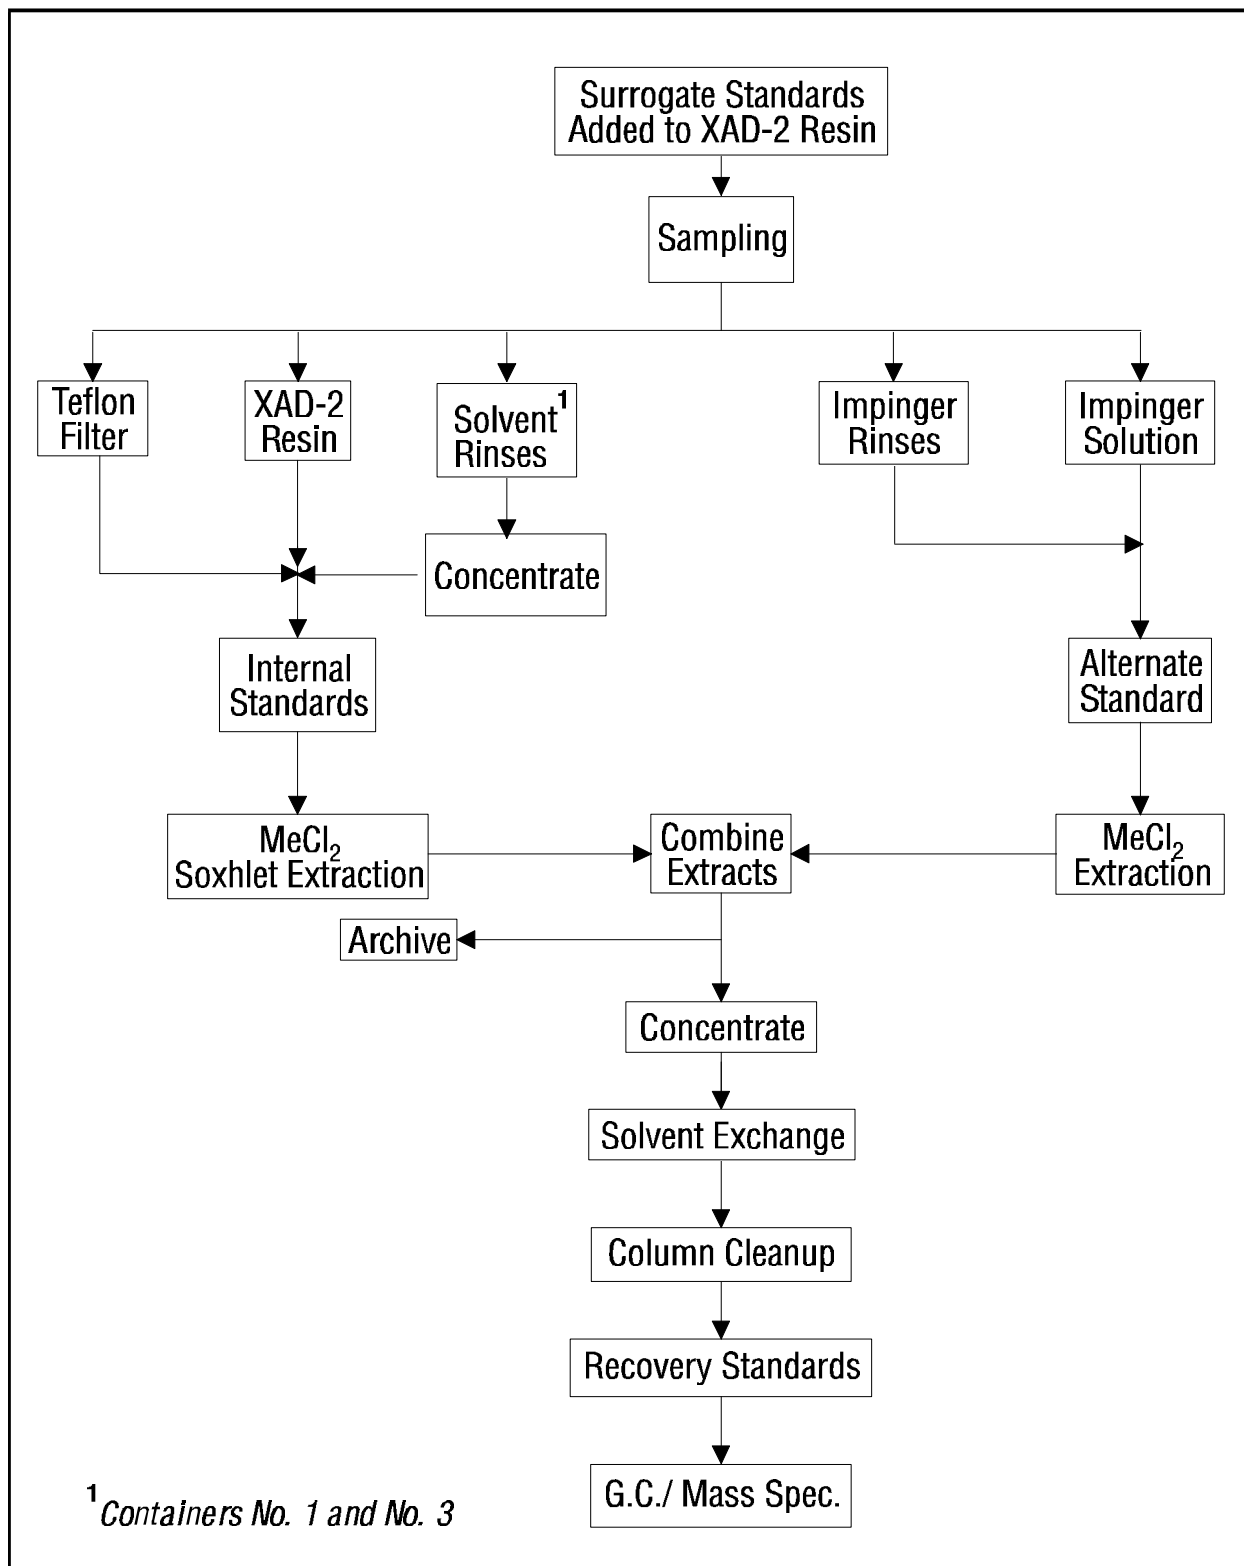 Surrogate Standards
Added to XAD-2 Resin
Sampling
Teflon
Filter
XAD-2
Resin
Solvent¹
Rinses
Impinger
Rinses
Impinger
Solution
Concentrate
Internal
Standards
Alternate
Standard
MeCl₂
Soxhlet Extraction
Combine
Extracts
MeCl₂
Extraction
Archive
Concentrate
Solvent Exchange
Column Cleanup
Recovery Standards
G.C./ Mass Spec.
¹Containers No. 1 and No. 3